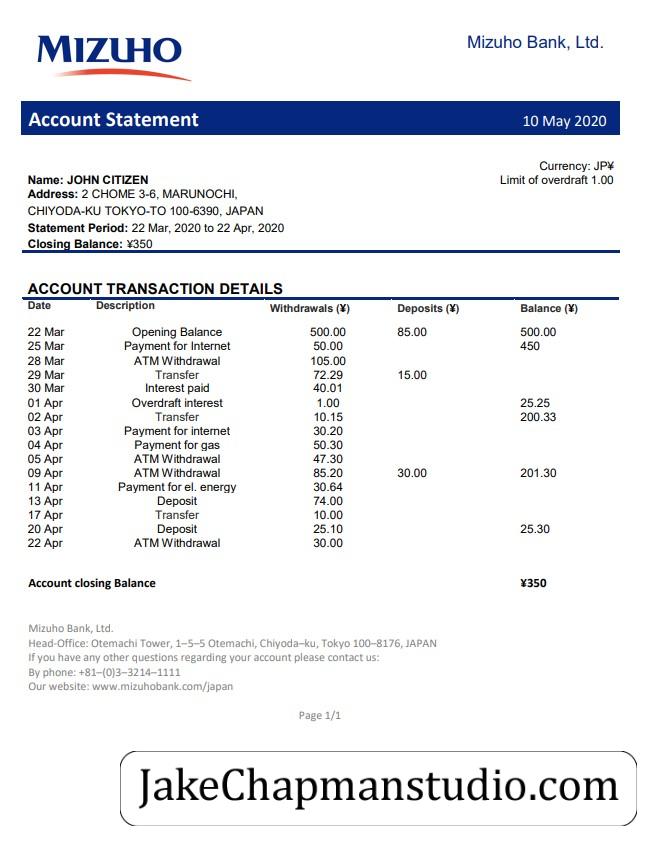 MIZUHO
Mizuho Bank, Ltd.
Account Statement 10 May 2020
Currency: JP¥
Name: JOHN CITIZEN Limit of overdraft 1.00
Address: 2 CHOME 3-6, MARUNOCHI,
CHIYODA-KU TOKYO-TO 100-6390, JAPAN
Statement Period: 22 Mar, 2020 to 22 Apr, 2020
Closing Balance: ¥350
ACCOUNT TRANSACTION DETAILS
Date Description Withdrawals (¥) Deposits (¥) Balance (¥)
22 Mar Opening Balance 500.00 85.00 500.00
25 Mar Payment for Internet 50.00 450
28 Mar ATM Withdrawal 105.00
29 Mar Transfer 72.29 15.00
30 Mar Interest paid 40.01
01 Apr Overdraft interest 1.00 25.25
02 Apr Transfer 10.15 200.33
03 Apr Payment for internet 30.20
04 Apr Payment for gas 50.30
05 Apr ATM Withdrawal 47.30
09 Apr ATM Withdrawal 85.20 30.00 201.30
11 Apr Payment for el. energy 30.64
13 Apr Deposit 74.00
17 Apr Transfer 10.00
20 Apr Deposit 25.10 25.30
22 Apr ATM Withdrawal 30.00
Account closing Balance ¥350
Mizuho Bank, Ltd.
Head-Office: Otemachi Tower, 1–5–5 Otemachi, Chiyoda–ku, Tokyo 100–8176, JAPAN
If you have any other questions regarding your account please contact us:
By phone: +81–(0)3–3214–1111
Our website: www.mizuhobank.com/japan
Page 1/1
JakeChapmanstudio.com